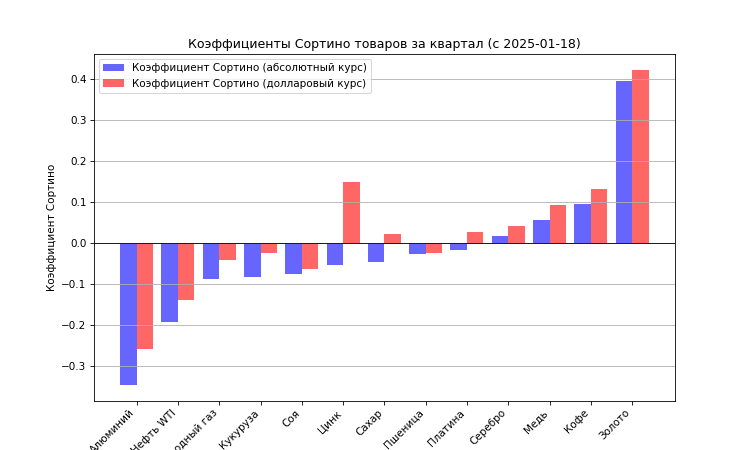 Коэффициенты Сортино товаров за квартал (с 2025-01-18)
Коэффициент Сортино (абсолютный курс)
Коэффициент Сортино (долларовый курс)
Коэффициент Сортино
0.4
0.3
0.2
0.1
0.0
−0.1
−0.2
−0.3
Алюминий
Нефть WTI
газ
Кукуруза
Соя
Цинк
Сахар
Пшеница
Платина
Серебро
Медь
Кофе
Золото